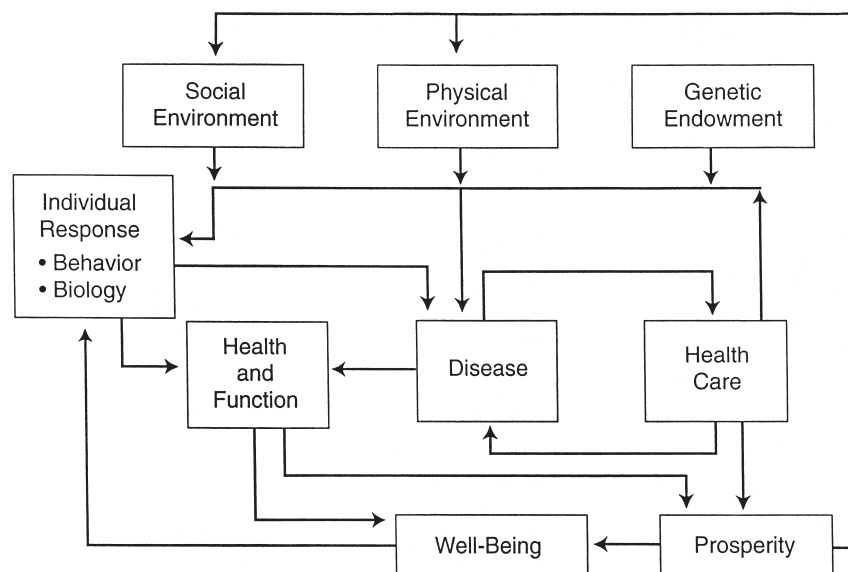 Social
Environment
Physical
Environment
Genetic
Endowment
Individual
Response
• Behavior
• Biology
Health
and
Function
Disease
Health
Care
Well-Being
Prosperity